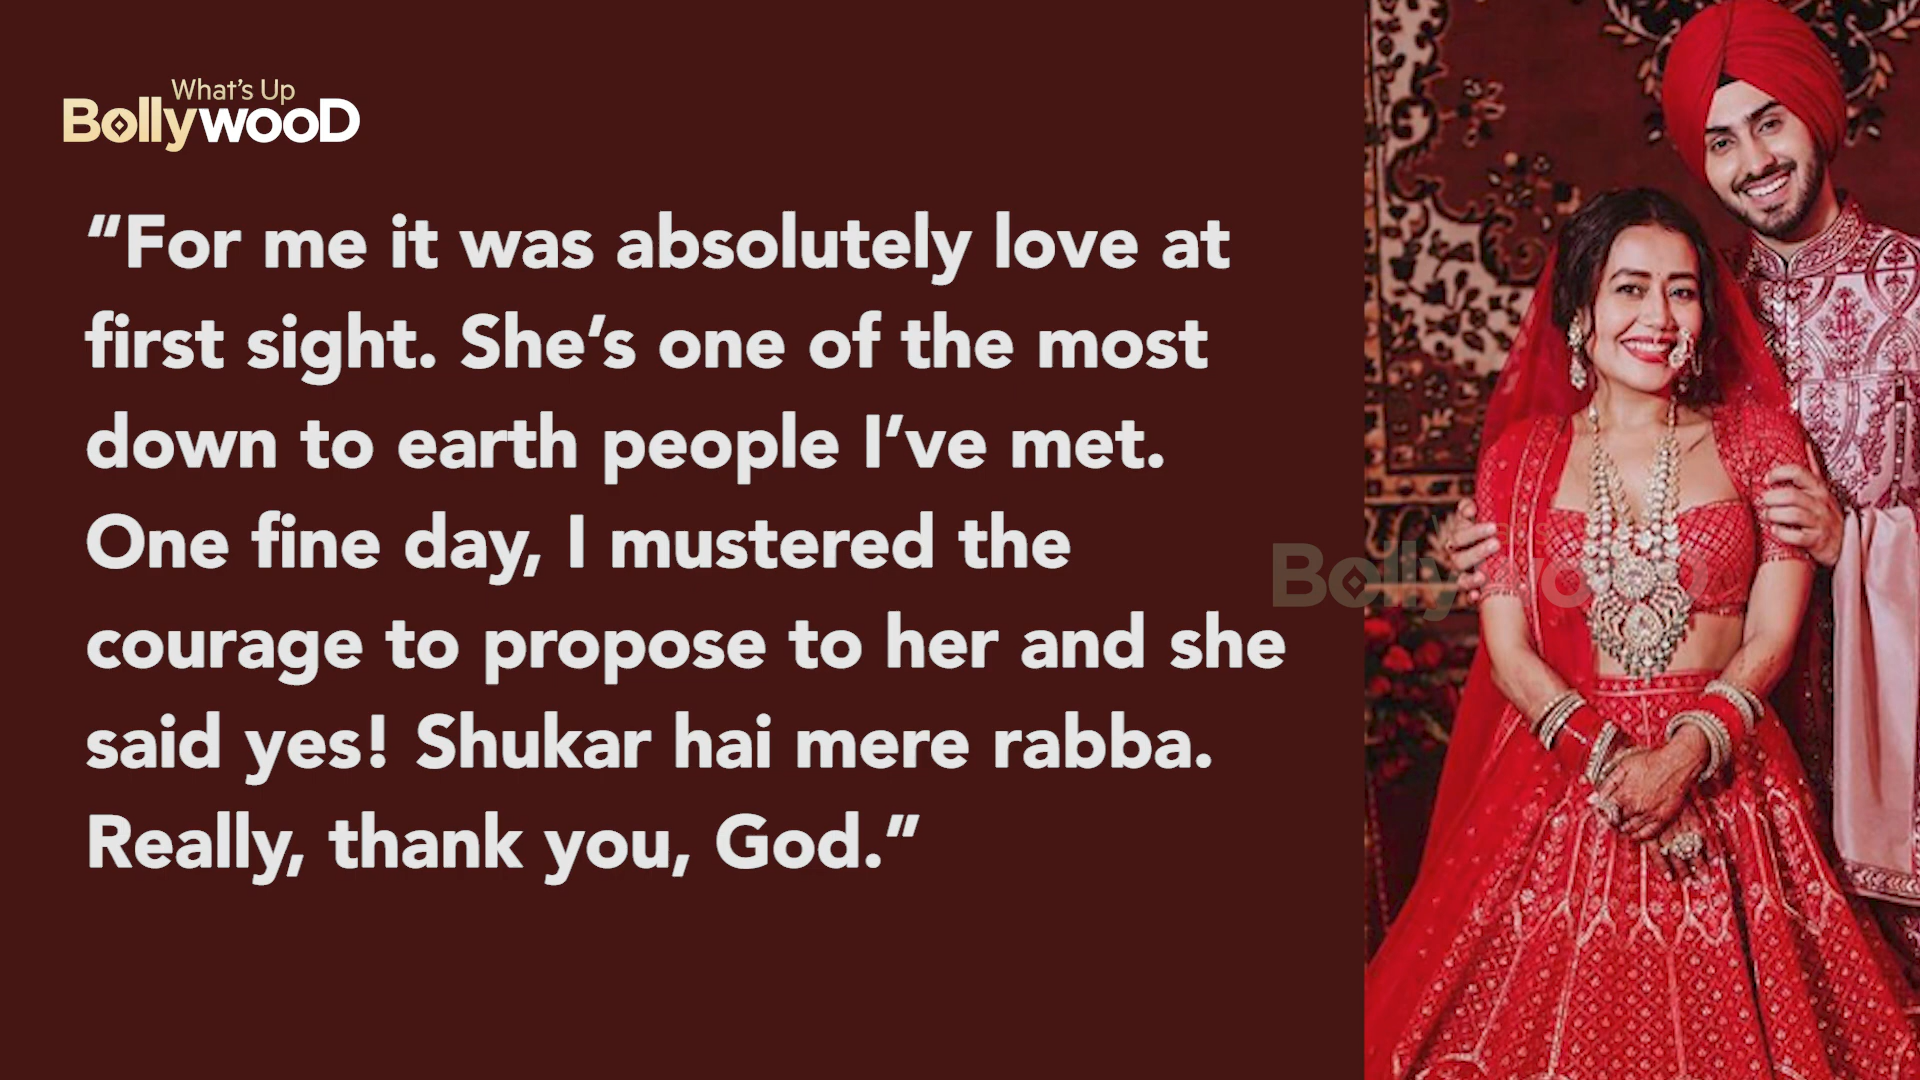 What's Up
BollywooD
“For me it was absolutely love at
first sight. She’s one of the most
down to earth people I’ve met.
One fine day, I mustered the
courage to propose to her and she
said yes! Shukar hai mere rabba.
Really, thank you, God.”
BollywooD